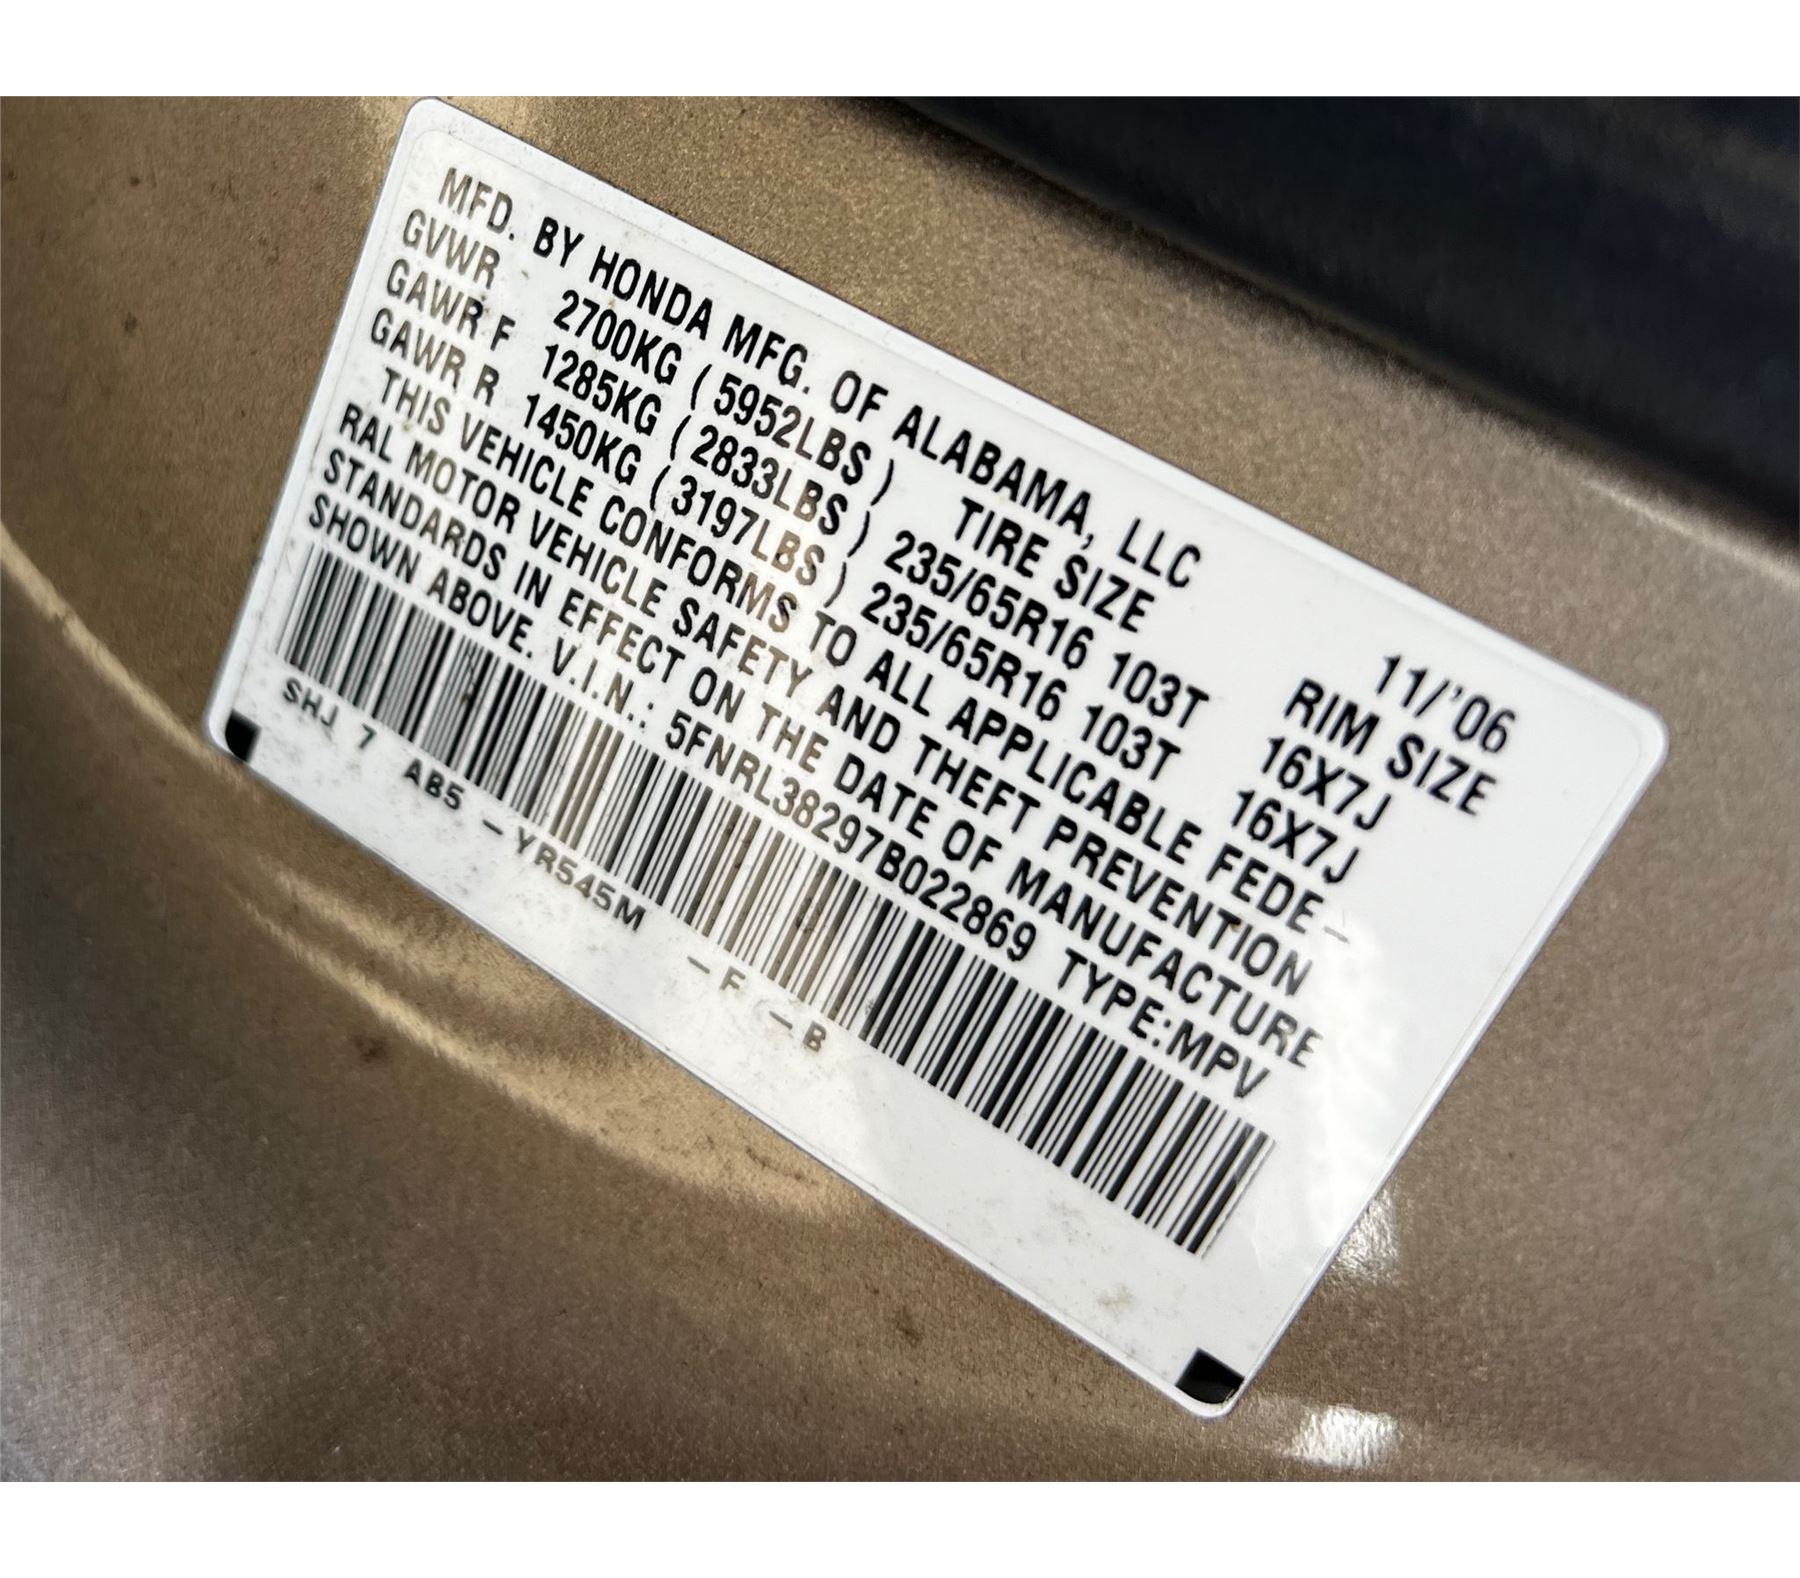 MFD. BY HONDA MFG. OF ALABAMA, LLC 11/'06
GVWR 2700KG (5952LBS) TIRE SIZE RIM SIZE
GAWR F 1285KG (2833LBS) 235/65R16 103T 16X7J
GAWR R 1450KG (3197LBS) 235/65R16 103T 16X7J
THIS VEHICLE CONFORMS TO ALL APPLICABLE FEDE-
RAL MOTOR VEHICLE SAFETY AND THEFT PREVENTION
STANDARDS IN EFFECT ON THE DATE OF MANUFACTURE
SHOWN ABOVE. V.I.N.: 5FNRL38297B022869 TYPE:MPV
SHJ 7 AB5 -YR545M -F -B